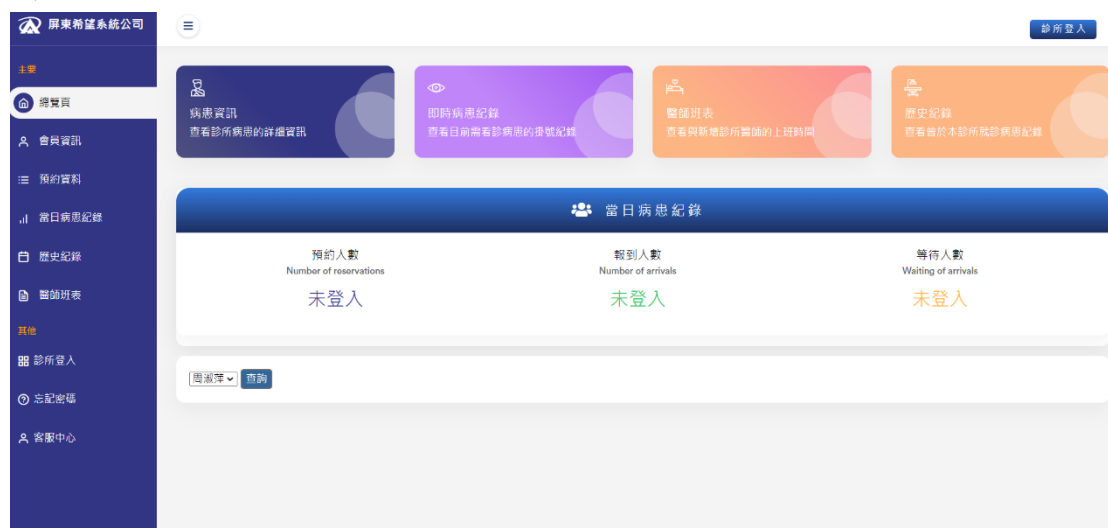 屏東希望系統公司
診所登入
主要
總覽頁
會員資訊
預約資料
當日病患紀錄
歷史紀錄
醫師班表
其他
診所登入
忘記密碼
客服中心
病患資訊
查看診所病患的詳細資訊
即時病患紀錄
查看目前需看診病患的掛號紀錄
醫師班表
查看與新增診所醫師的上班時間
歷史紀錄
查看曾於本診所就診病患紀錄
當日病患紀錄
預約人數
Number of reservations
未登入
報到人數
Number of arrivals
未登入
等待人數
Waiting of arrivals
未登入
周淑萍 查詢